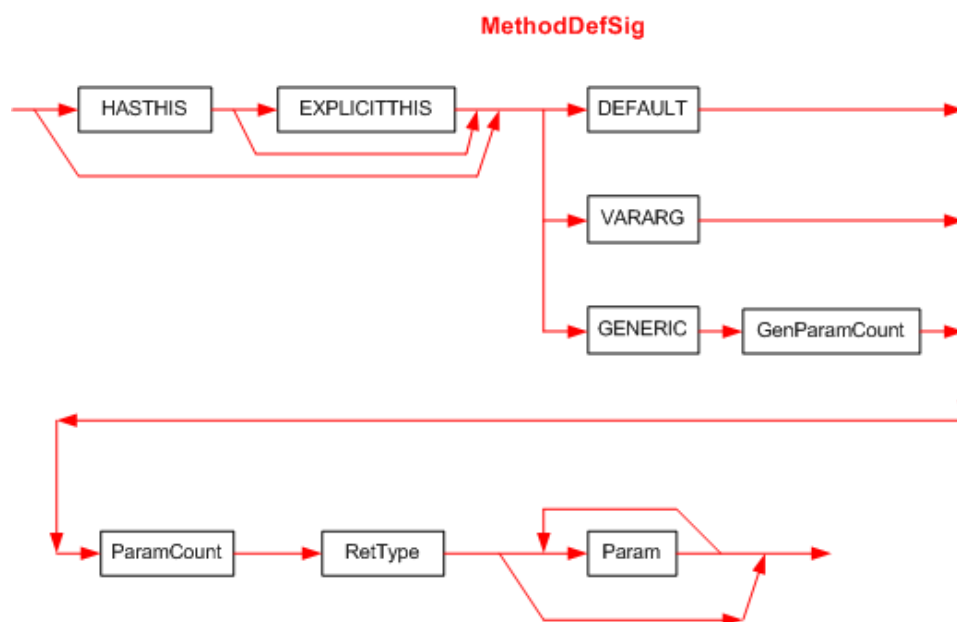 MethodDefSig
HASTHIS EXPLICITTHIS DEFAULT
VARARG
GENERIC GenParamCount
ParamCount RetType Param